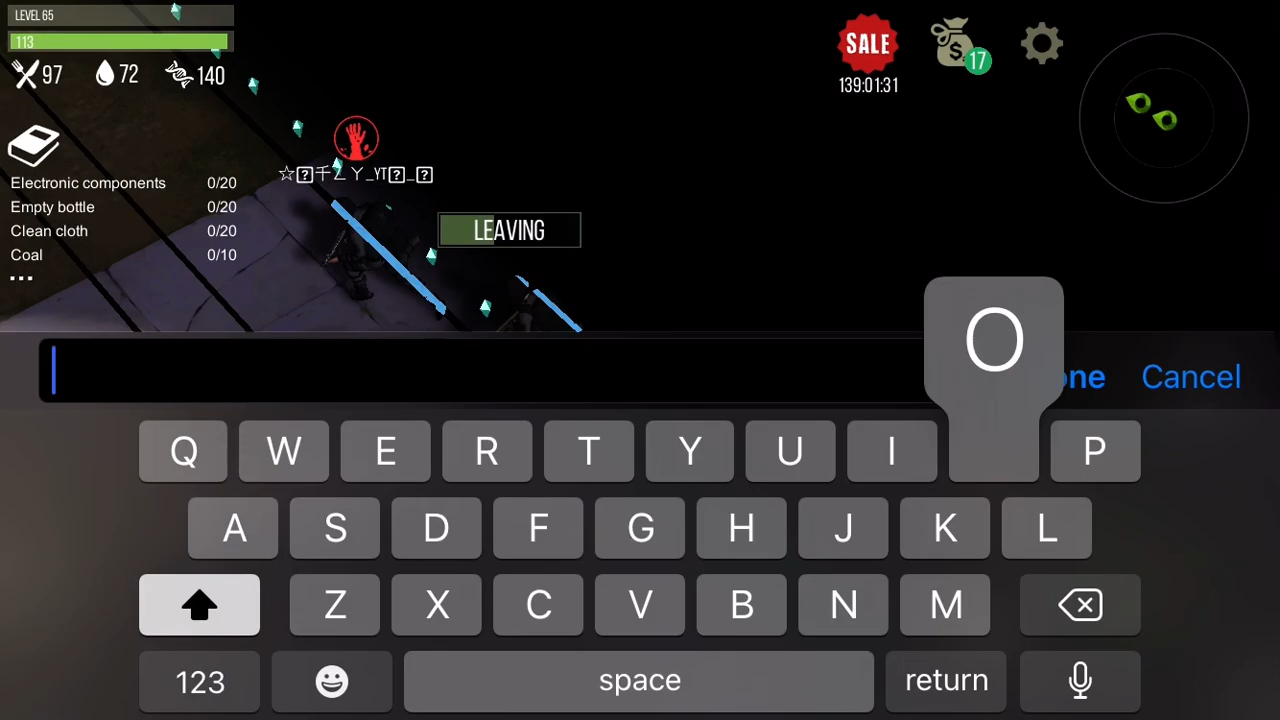 LEVEL 65
113
97 72 140
SALE
139:01:31
17
Electronic components 0/20
Empty bottle 0/20
Clean cloth 0/20
Coal 0/10
...
LEAVING
O
Cancel
Q W E R T Y U I P
A S D F G H J K L
Z X C V B N M
123 space return